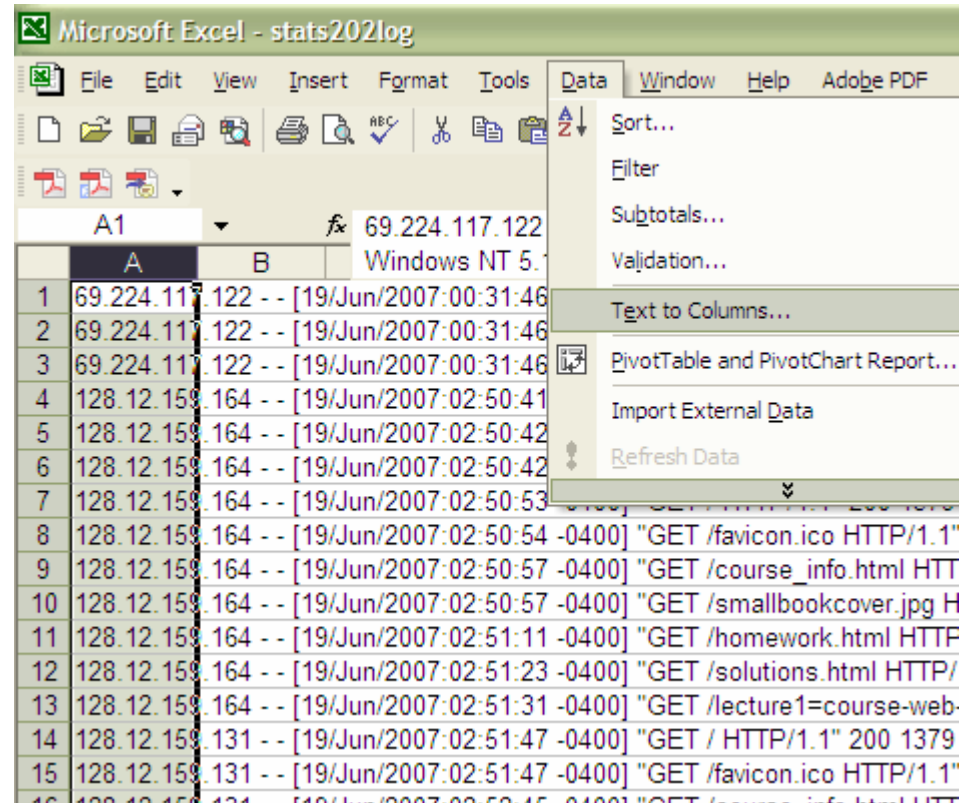 Microsoft Excel - stats202log
File Edit View Insert Format Tools Data Window Help Adobe PDF
Sort...
Filter
Subtotals...
Validation...
Text to Columns...
PivotTable and PivotChart Report...
Import External Data
Refresh Data
A1 fx 69.224.117.122
Windows NT 5.1
A B
1 69.224.117.122 - - [19/Jun/2007:00:31:46
2 69.224.117.122 - - [19/Jun/2007:00:31:46
3 69.224.117.122 - - [19/Jun/2007:00:31:46
4 128.12.159.164 - - [19/Jun/2007:02:50:41
5 128.12.159.164 - - [19/Jun/2007:02:50:42
6 128.12.159.164 - - [19/Jun/2007:02:50:42
7 128.12.159.164 - - [19/Jun/2007:02:50:53
8 128.12.159.164 - - [19/Jun/2007:02:50:54 -0400] "GET /favicon.ico HTTP/1.1"
9 128.12.159.164 - - [19/Jun/2007:02:50:57 -0400] "GET /course_info.html HTT
10 128.12.159.164 - - [19/Jun/2007:02:50:57 -0400] "GET /smallbookcover.jpg H
11 128.12.159.164 - - [19/Jun/2007:02:51:11 -0400] "GET /homework.html HTTP
12 128.12.159.164 - - [19/Jun/2007:02:51:23 -0400] "GET /solutions.html HTTP/
13 128.12.159.164 - - [19/Jun/2007:02:51:31 -0400] "GET /lecture1=course-web-
14 128.12.159.131 - - [19/Jun/2007:02:51:47 -0400] "GET / HTTP/1.1" 200 1379
15 128.12.159.131 - - [19/Jun/2007:02:51:47 -0400] "GET /favicon.ico HTTP/1.1"